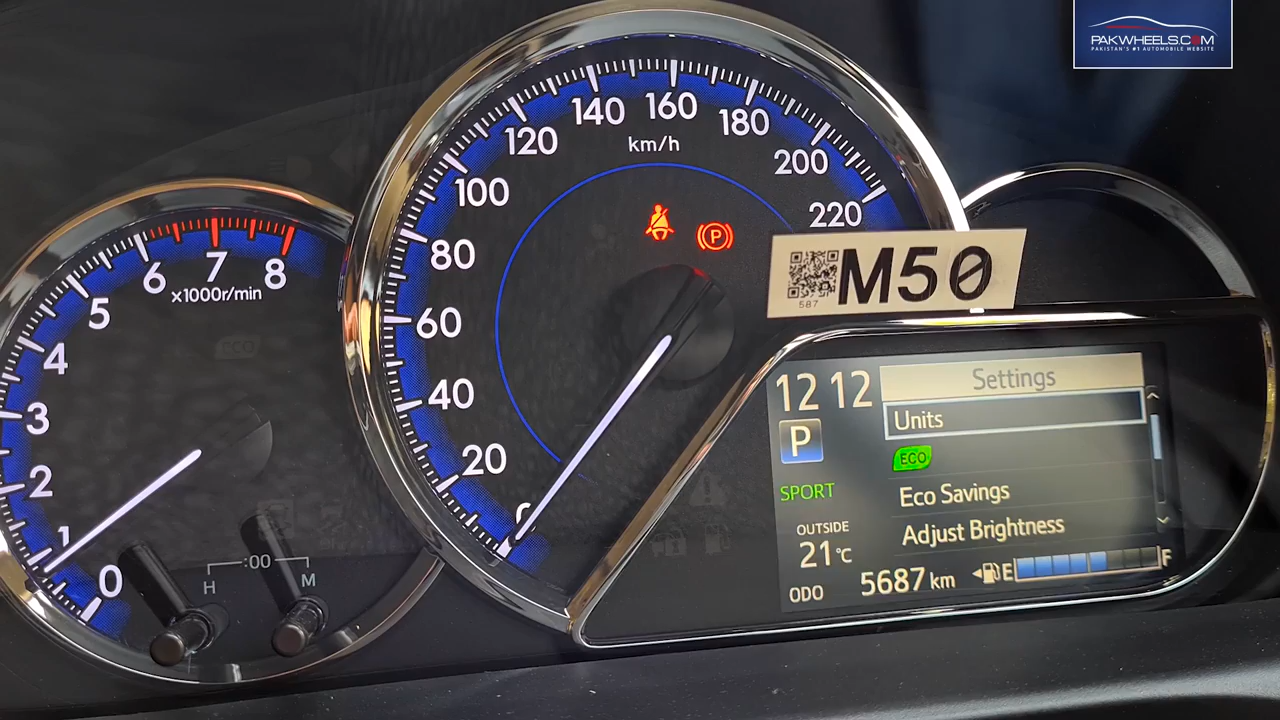 PAKWHEELS.COM
PAKISTAN'S #1 AUTOMOBILE WEBSITE
0 1 2 3 4 5 6 7 8
x1000r/min
ECO
H :00 M
0 20 40 60 80 100 120 140 160 180 200 220
km/h
P
M50
587
12 12
Settings
Units
P
ECO
SPORT
Eco Savings
Adjust Brightness
OUTSIDE
21°C
ODO 5687 km
E F